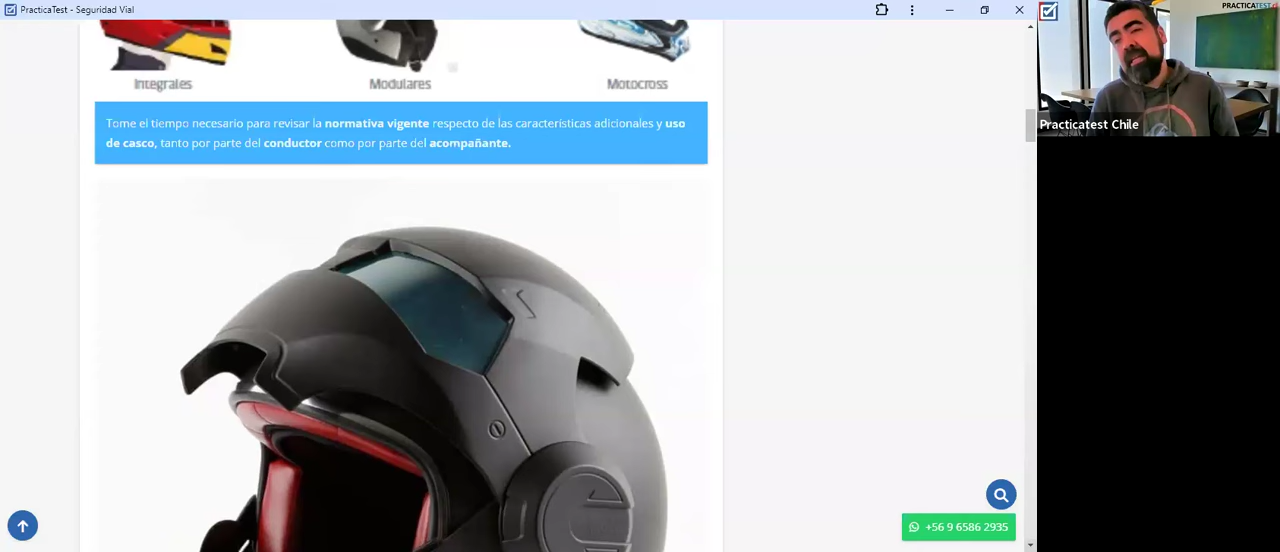 PracticaTest - Seguridad Vial
PRACTICATEST.CL
Integrales
Modulares
Motocross
Tome el tiempo necesario para revisar la normativa vigente respecto de las características adicionales y uso
de casco, tanto por parte del conductor como por parte del acompañante.
Practicatest Chile
+56 9 6586 2935